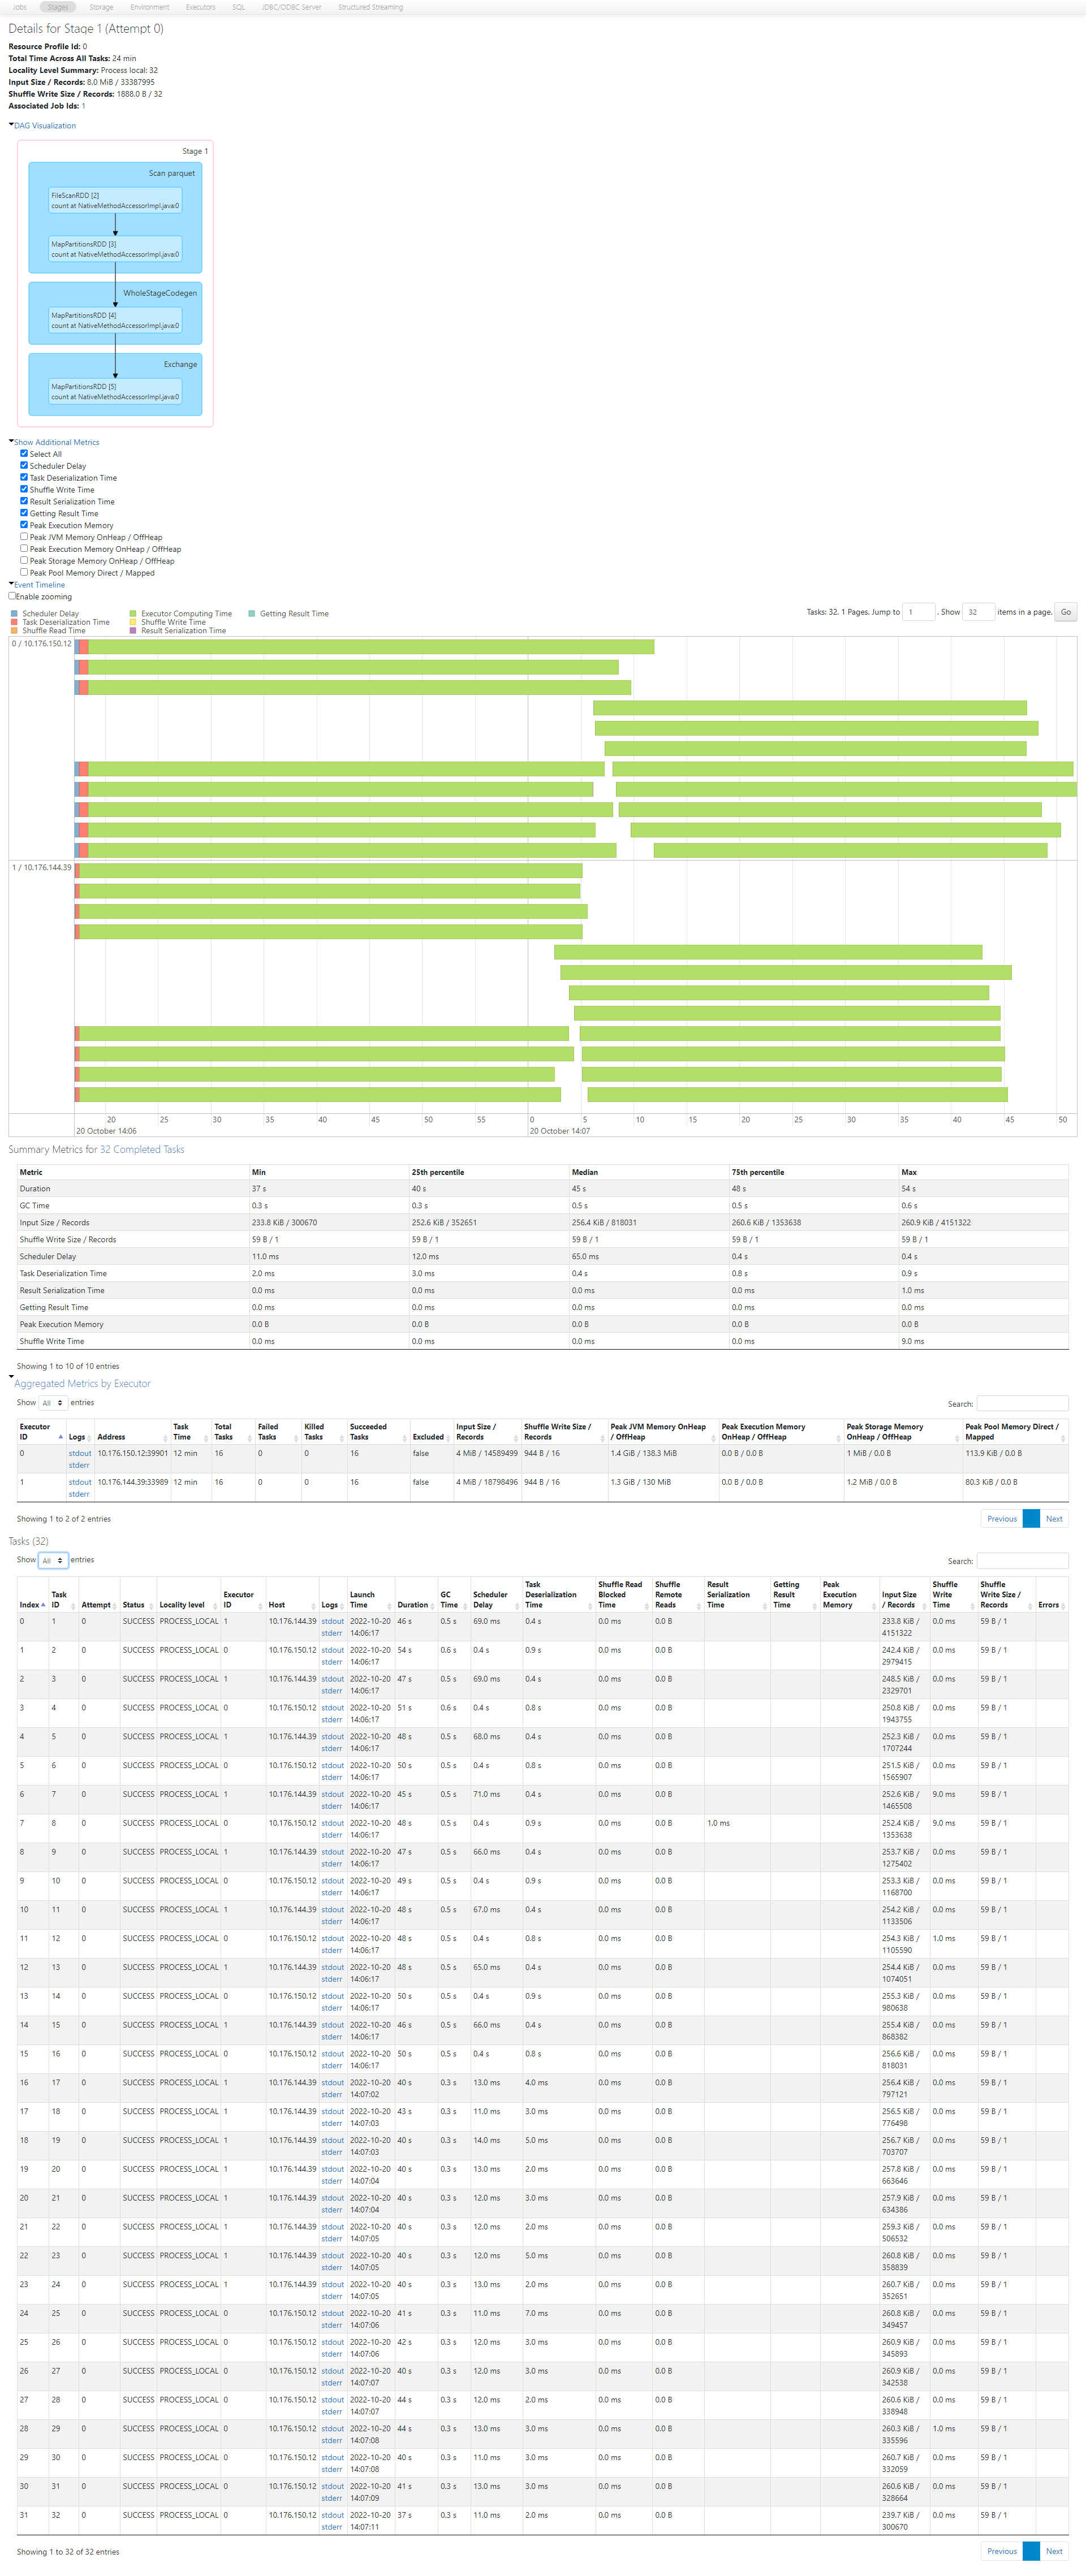 Jobs Stages Storage Environment Executors SQL JDBC/ODBC Server Structured Streaming
Details for Stage 1 (Attempt 0)
Resource Profile Id: 0
Total Time Across All Tasks: 24 min
Locality Level Summary: Process local: 32
Input Size / Records: 8.0 MiB / 33387995
Shuffle Write Size / Records: 1888.0 B / 32
Associated Job Ids: 1
DAG Visualization
Stage 1
Scan parquet
FileScanRDD [2]
count at NativeMethodAccessorImpl.java:0
MapPartitionsRDD [3]
count at NativeMethodAccessorImpl.java:0
WholeStageCodegen
MapPartitionsRDD [4]
count at NativeMethodAccessorImpl.java:0
Exchange
MapPartitionsRDD [5]
count at NativeMethodAccessorImpl.java:0
Show Additional Metrics
Select All
Scheduler Delay
Task Deserialization Time
Shuffle Write Time
Result Serialization Time
Getting Result Time
Peak Execution Memory
Peak JVM Memory OnHeap / OffHeap
Peak Execution Memory OnHeap / OffHeap
Peak Storage Memory OnHeap / OffHeap
Peak Pool Memory Direct / Mapped
Event Timeline
Enable zooming
Scheduler Delay Executor Computing Time Getting Result Time
Task Deserialization Time Shuffle Write Time
Shuffle Read Time Result Serialization Time
Tasks: 32. 1 Pages. Jump to 1 . Show 32 items in a page. Go
0 / 10.176.150.12
1 / 10.176.144.39
20 25 30 35 40 45 50 55 0 5 10 15 20 25 30 35 40 45 50
20 October 14:06 20 October 14:07
Summary Metrics for 32 Completed Tasks
Metric Min 25th percentile Median 75th percentile Max
Duration 37 s 40 s 45 s 48 s 54 s
GC Time 0.3 s 0.3 s 0.5 s 0.5 s 0.6 s
Input Size / Records 233.8 KiB / 300670 252.6 KiB / 352651 256.4 KiB / 818031 260.6 KiB / 1353638 260.9 KiB / 4151322
Shuffle Write Size / Records 59 B / 1 59 B / 1 59 B / 1 59 B / 1 59 B / 1
Scheduler Delay 11.0 ms 12.0 ms 65.0 ms 0.4 s 0.4 s
Task Deserialization Time 2.0 ms 3.0 ms 0.4 s 0.8 s 0.9 s
Result Serialization Time 0.0 ms 0.0 ms 0.0 ms 0.0 ms 1.0 ms
Getting Result Time 0.0 ms 0.0 ms 0.0 ms 0.0 ms 0.0 ms
Peak Execution Memory 0.0 B 0.0 B 0.0 B 0.0 B 0.0 B
Shuffle Write Time 0.0 ms 0.0 ms 0.0 ms 0.0 ms 9.0 ms
Showing 1 to 10 of 10 entries
Aggregated Metrics by Executor
Show All entries Search:
Executor ID Logs Address Task Time Total Tasks Failed Tasks Killed Tasks Succeeded Tasks Excluded Input Size / Records Shuffle Write Size / Records Peak JVM Memory OnHeap / OffHeap Peak Execution Memory OnHeap / OffHeap Peak Storage Memory OnHeap / OffHeap Peak Pool Memory Direct / Mapped
0 stdout stderr 10.176.150.12:39901 12 min 16 0 0 16 false 4 MiB / 14589499 944 B / 16 1.4 GiB / 138.3 MiB 0.0 B / 0.0 B 1 MiB / 0.0 B 113.9 KiB / 0.0 B
1 stdout stderr 10.176.144.39:33989 12 min 16 0 0 16 false 4 MiB / 18798496 944 B / 16 1.3 GiB / 130 MiB 0.0 B / 0.0 B 1.2 MiB / 0.0 B 80.3 KiB / 0.0 B
Showing 1 to 2 of 2 entries Previous Next
Tasks (32)
Show All entries Search:
Index Task ID Attempt Status Locality level Executor ID Host Logs Launch Time Duration GC Time Scheduler Delay Task Deserialization Time Shuffle Read Blocked Time Shuffle Remote Reads Result Serialization Time Getting Result Time Peak Execution Memory Input Size / Records Shuffle Write Time Shuffle Write Size / Records Errors
0 1 0 SUCCESS PROCESS_LOCAL 1 10.176.144.39 stdout stderr 2022-10-20 14:06:17 46 s 0.5 s 69.0 ms 0.4 s 0.0 ms 0.0 B 233.8 KiB / 4151322 0.0 ms 59 B / 1
1 2 0 SUCCESS PROCESS_LOCAL 0 10.176.150.12 stdout stderr 2022-10-20 14:06:17 54 s 0.6 s 0.4 s 0.9 s 0.0 ms 0.0 B 242.4 KiB / 2979415 0.0 ms 59 B / 1
2 3 0 SUCCESS PROCESS_LOCAL 1 10.176.144.39 stdout stderr 2022-10-20 14:06:17 47 s 0.5 s 69.0 ms 0.4 s 0.0 ms 0.0 B 248.5 KiB / 2329701 0.0 ms 59 B / 1
3 4 0 SUCCESS PROCESS_LOCAL 0 10.176.150.12 stdout stderr 2022-10-20 14:06:17 51 s 0.6 s 0.4 s 0.8 s 0.0 ms 0.0 B 250.8 KiB / 1943755 0.0 ms 59 B / 1
4 5 0 SUCCESS PROCESS_LOCAL 1 10.176.144.39 stdout stderr 2022-10-20 14:06:17 48 s 0.5 s 68.0 ms 0.4 s 0.0 ms 0.0 B 252.3 KiB / 1707244 0.0 ms 59 B / 1
5 6 0 SUCCESS PROCESS_LOCAL 0 10.176.150.12 stdout stderr 2022-10-20 14:06:17 50 s 0.5 s 0.4 s 0.8 s 0.0 ms 0.0 B 251.5 KiB / 1565907 0.0 ms 59 B / 1
6 7 0 SUCCESS PROCESS_LOCAL 1 10.176.144.39 stdout stderr 2022-10-20 14:06:17 45 s 0.5 s 71.0 ms 0.4 s 0.0 ms 0.0 B 252.6 KiB / 1465508 9.0 ms 59 B / 1
7 8 0 SUCCESS PROCESS_LOCAL 0 10.176.150.12 stdout stderr 2022-10-20 14:06:17 48 s 0.5 s 0.4 s 0.9 s 0.0 ms 0.0 B 1.0 ms 252.4 KiB / 1353638 9.0 ms 59 B / 1
8 9 0 SUCCESS PROCESS_LOCAL 1 10.176.144.39 stdout stderr 2022-10-20 14:06:17 47 s 0.5 s 66.0 ms 0.4 s 0.0 ms 0.0 B 253.7 KiB / 1275402 0.0 ms 59 B / 1
9 10 0 SUCCESS PROCESS_LOCAL 0 10.176.150.12 stdout stderr 2022-10-20 14:06:17 49 s 0.5 s 0.4 s 0.9 s 0.0 ms 0.0 B 253.3 KiB / 1168700 0.0 ms 59 B / 1
10 11 0 SUCCESS PROCESS_LOCAL 1 10.176.144.39 stdout stderr 2022-10-20 14:06:17 48 s 0.5 s 67.0 ms 0.4 s 0.0 ms 0.0 B 254.2 KiB / 1133506 0.0 ms 59 B / 1
11 12 0 SUCCESS PROCESS_LOCAL 0 10.176.150.12 stdout stderr 2022-10-20 14:06:17 48 s 0.5 s 0.4 s 0.8 s 0.0 ms 0.0 B 254.3 KiB / 1105590 1.0 ms 59 B / 1
12 13 0 SUCCESS PROCESS_LOCAL 1 10.176.144.39 stdout stderr 2022-10-20 14:06:17 48 s 0.5 s 65.0 ms 0.4 s 0.0 ms 0.0 B 254.4 KiB / 1074051 0.0 ms 59 B / 1
13 14 0 SUCCESS PROCESS_LOCAL 0 10.176.150.12 stdout stderr 2022-10-20 14:06:17 50 s 0.5 s 0.4 s 0.9 s 0.0 ms 0.0 B 255.3 KiB / 980638 0.0 ms 59 B / 1
14 15 0 SUCCESS PROCESS_LOCAL 1 10.176.144.39 stdout stderr 2022-10-20 14:06:17 46 s 0.5 s 66.0 ms 0.4 s 0.0 ms 0.0 B 255.4 KiB / 868382 0.0 ms 59 B / 1
15 16 0 SUCCESS PROCESS_LOCAL 0 10.176.150.12 stdout stderr 2022-10-20 14:06:17 50 s 0.5 s 0.4 s 0.8 s 0.0 ms 0.0 B 256.6 KiB / 818031 0.0 ms 59 B / 1
16 17 0 SUCCESS PROCESS_LOCAL 1 10.176.144.39 stdout stderr 2022-10-20 14:07:02 40 s 0.3 s 13.0 ms 4.0 ms 0.0 ms 0.0 B 256.4 KiB / 797121 0.0 ms 59 B / 1
17 18 0 SUCCESS PROCESS_LOCAL 1 10.176.144.39 stdout stderr 2022-10-20 14:07:03 43 s 0.3 s 11.0 ms 3.0 ms 0.0 ms 0.0 B 256.5 KiB / 776498 0.0 ms 59 B / 1
18 19 0 SUCCESS PROCESS_LOCAL 1 10.176.144.39 stdout stderr 2022-10-20 14:07:03 40 s 0.3 s 14.0 ms 5.0 ms 0.0 ms 0.0 B 256.7 KiB / 703707 0.0 ms 59 B / 1
19 20 0 SUCCESS PROCESS_LOCAL 1 10.176.144.39 stdout stderr 2022-10-20 14:07:04 40 s 0.3 s 13.0 ms 2.0 ms 0.0 ms 0.0 B 257.8 KiB / 663646 0.0 ms 59 B / 1
20 21 0 SUCCESS PROCESS_LOCAL 1 10.176.144.39 stdout stderr 2022-10-20 14:07:04 40 s 0.3 s 12.0 ms 3.0 ms 0.0 ms 0.0 B 257.9 KiB / 634386 0.0 ms 59 B / 1
21 22 0 SUCCESS PROCESS_LOCAL 1 10.176.144.39 stdout stderr 2022-10-20 14:07:05 40 s 0.3 s 12.0 ms 2.0 ms 0.0 ms 0.0 B 259.3 KiB / 506532 0.0 ms 59 B / 1
22 23 0 SUCCESS PROCESS_LOCAL 1 10.176.144.39 stdout stderr 2022-10-20 14:07:05 40 s 0.3 s 12.0 ms 5.0 ms 0.0 ms 0.0 B 260.8 KiB / 358839 0.0 ms 59 B / 1
23 24 0 SUCCESS PROCESS_LOCAL 1 10.176.144.39 stdout stderr 2022-10-20 14:07:05 40 s 0.3 s 13.0 ms 2.0 ms 0.0 ms 0.0 B 260.7 KiB / 352651 0.0 ms 59 B / 1
24 25 0 SUCCESS PROCESS_LOCAL 0 10.176.150.12 stdout stderr 2022-10-20 14:07:06 41 s 0.3 s 11.0 ms 7.0 ms 0.0 ms 0.0 B 260.8 KiB / 349457 0.0 ms 59 B / 1
25 26 0 SUCCESS PROCESS_LOCAL 0 10.176.150.12 stdout stderr 2022-10-20 14:07:06 42 s 0.3 s 12.0 ms 3.0 ms 0.0 ms 0.0 B 260.9 KiB / 345893 0.0 ms 59 B / 1
26 27 0 SUCCESS PROCESS_LOCAL 0 10.176.150.12 stdout stderr 2022-10-20 14:07:07 40 s 0.3 s 12.0 ms 3.0 ms 0.0 ms 0.0 B 260.9 KiB / 342538 0.0 ms 59 B / 1
27 28 0 SUCCESS PROCESS_LOCAL 0 10.176.150.12 stdout stderr 2022-10-20 14:07:07 44 s 0.3 s 12.0 ms 2.0 ms 0.0 ms 0.0 B 260.6 KiB / 338948 0.0 ms 59 B / 1
28 29 0 SUCCESS PROCESS_LOCAL 0 10.176.150.12 stdout stderr 2022-10-20 14:07:08 44 s 0.3 s 13.0 ms 3.0 ms 0.0 ms 0.0 B 260.3 KiB / 335596 1.0 ms 59 B / 1
29 30 0 SUCCESS PROCESS_LOCAL 0 10.176.150.12 stdout stderr 2022-10-20 14:07:08 40 s 0.3 s 11.0 ms 3.0 ms 0.0 ms 0.0 B 260.7 KiB / 332059 0.0 ms 59 B / 1
30 31 0 SUCCESS PROCESS_LOCAL 0 10.176.150.12 stdout stderr 2022-10-20 14:07:09 41 s 0.3 s 13.0 ms 3.0 ms 0.0 ms 0.0 B 260.6 KiB / 328664 0.0 ms 59 B / 1
31 32 0 SUCCESS PROCESS_LOCAL 0 10.176.150.12 stdout stderr 2022-10-20 14:07:11 37 s 0.3 s 11.0 ms 2.0 ms 0.0 ms 0.0 B 239.7 KiB / 300670 0.0 ms 59 B / 1
Showing 1 to 32 of 32 entries Previous Next